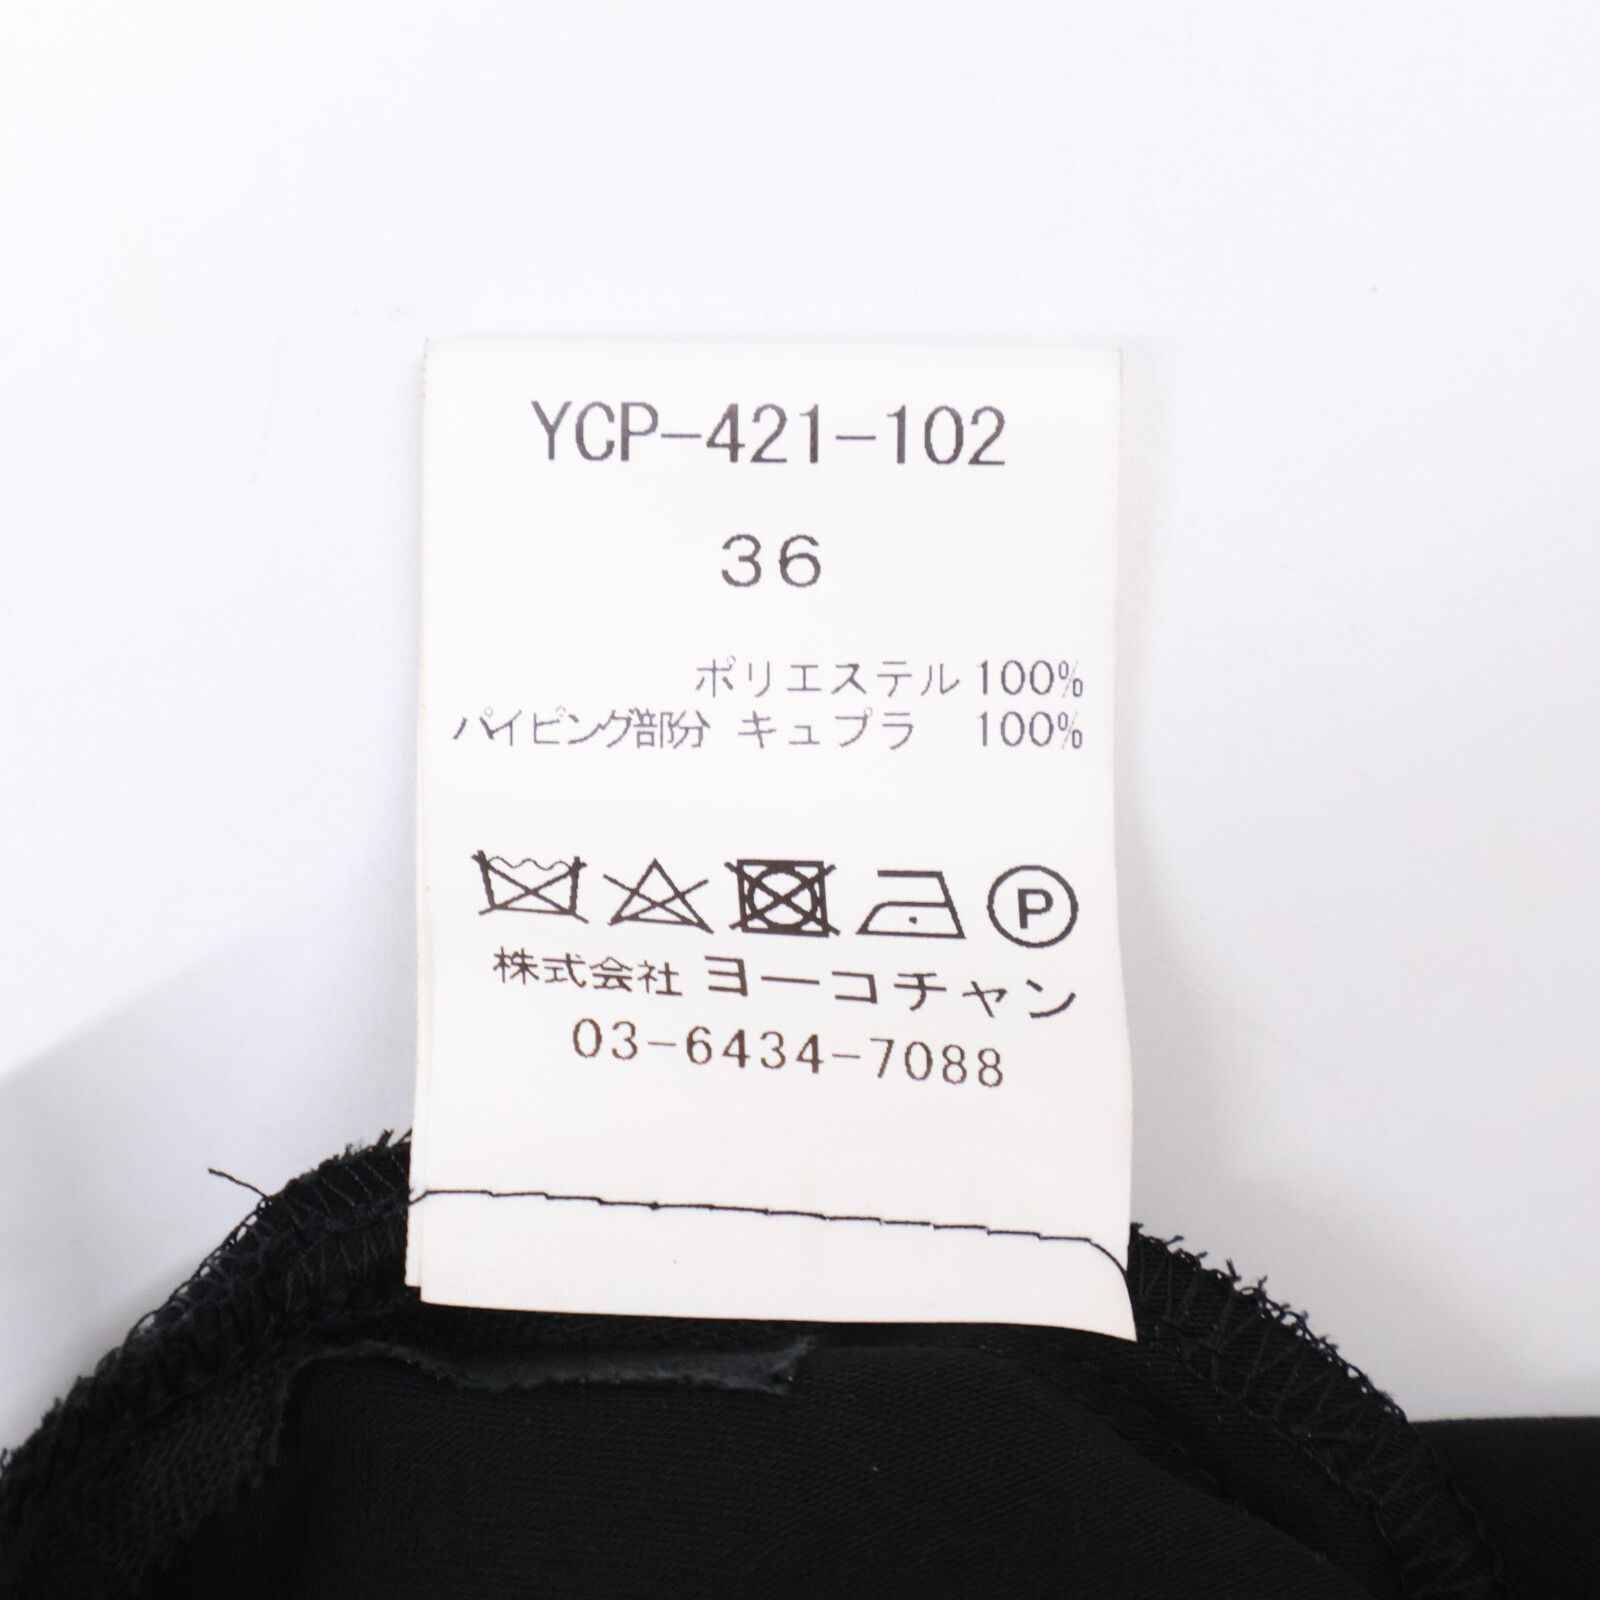 YCP-421-102
36
ポリエステル 100%
パイピング部分 キュプラ 100%
P
株式会社 ヨーコチャン
03-6434-7088